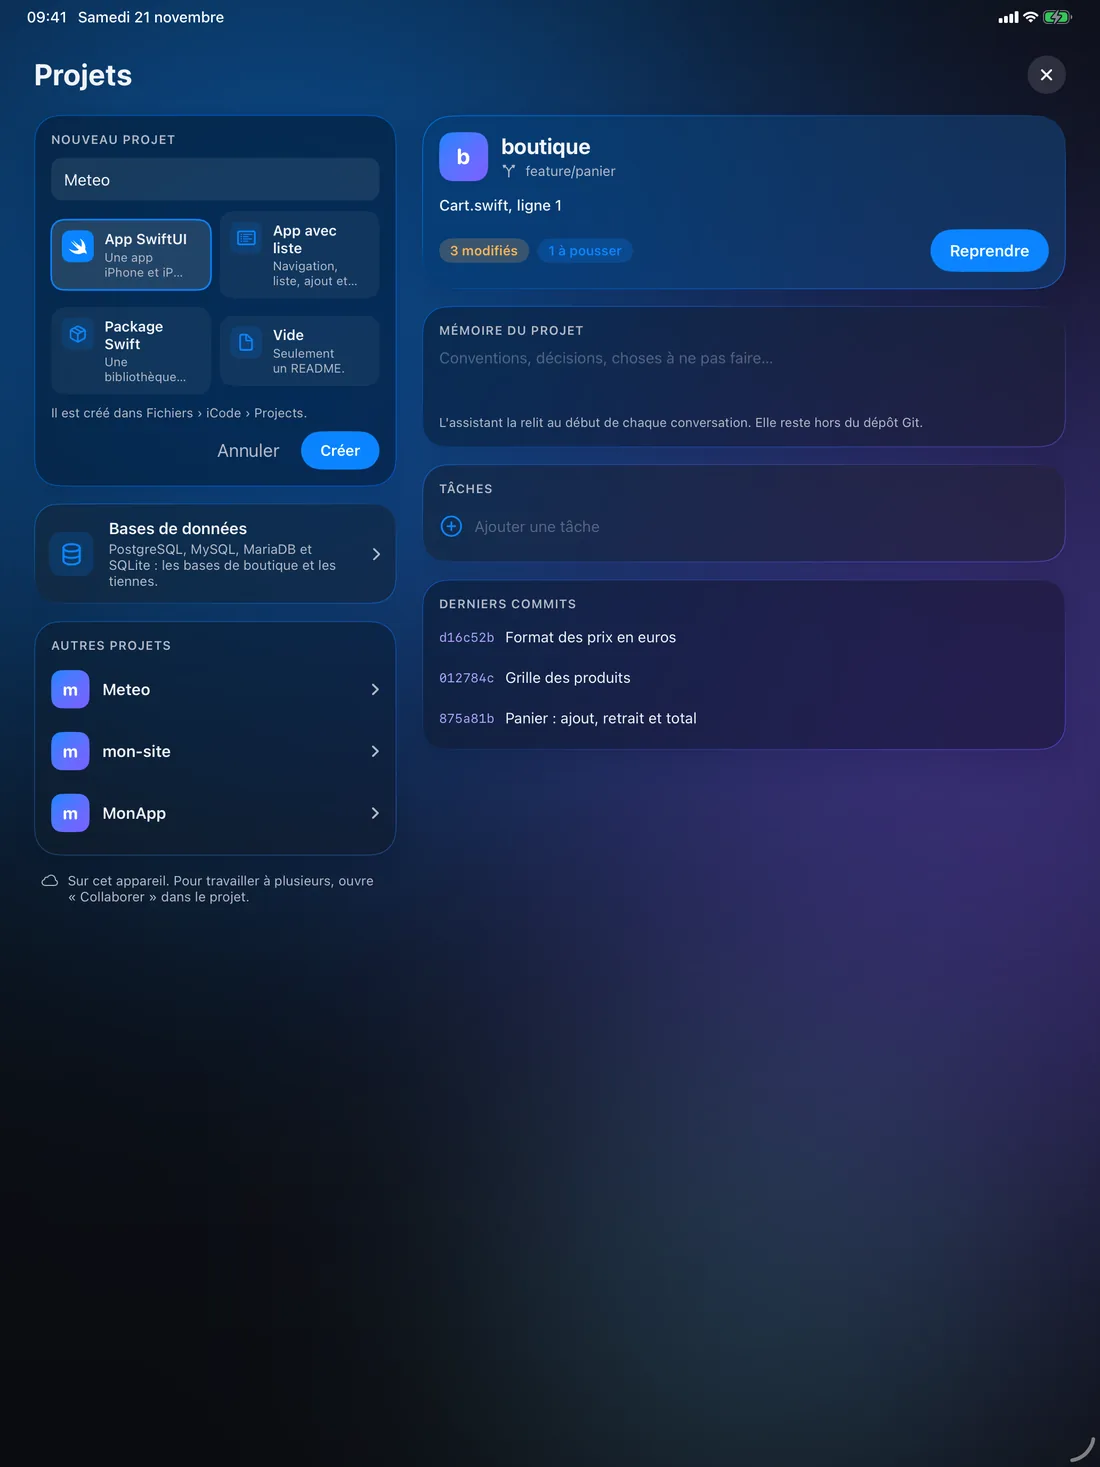 09:41 Samedi 21 novembre
Projets
NOUVEAU PROJET
Meteo
App SwiftUI
Une app
iPhone et iP...
App avec
liste
Navigation,
liste, ajout et...
Package
Swift
Une
bibliothèque...
Vide
Seulement
un README.
Il est créé dans Fichiers › iCode › Projects.
Annuler
Créer
Bases de données
PostgreSQL, MySQL, MariaDB et
SQLite : les bases de boutique et les
tiennes.
AUTRES PROJETS
m
Meteo
m
mon-site
m
MonApp
Sur cet appareil. Pour travailler à plusieurs, ouvre
« Collaborer » dans le projet.
b
boutique
feature/panier
Cart.swift, ligne 1
3 modifiés
1 à pousser
Reprendre
MÉMOIRE DU PROJET
Conventions, décisions, choses à ne pas faire...
L'assistant la relit au début de chaque conversation. Elle reste hors du dépôt Git.
TÂCHES
Ajouter une tâche
DERNIERS COMMITS
d16c52b Format des prix en euros
012784c Grille des produits
875a81b Panier : ajout, retrait et total